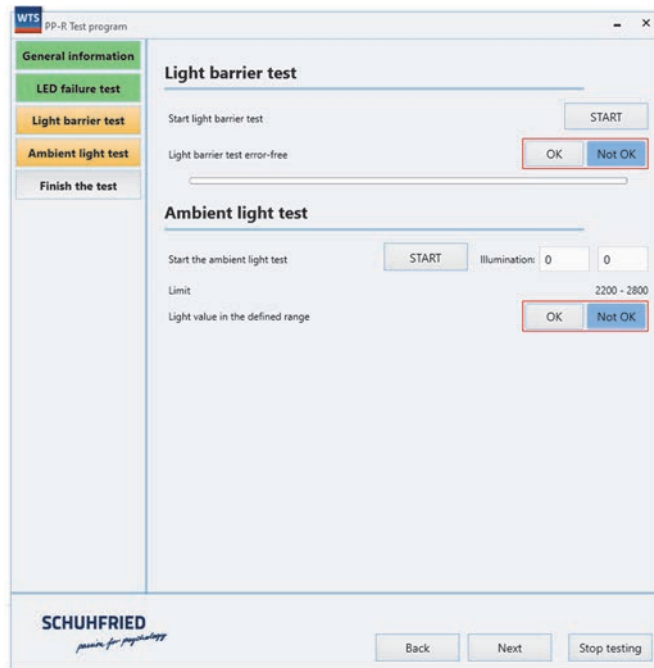 WTS PP-R Test program
General information
LED failure test
Light barrier test
Ambient light test
Finish the test
Light barrier test
Start light barrier test START
Light barrier test error-free OK Not OK
Ambient light test
Start the ambient light test START Illumination: 0 0
Limit 2200 - 2800
Light value in the defined range OK Not OK
SCHUHFRIED
passion for psychology
Back Next Stop testing